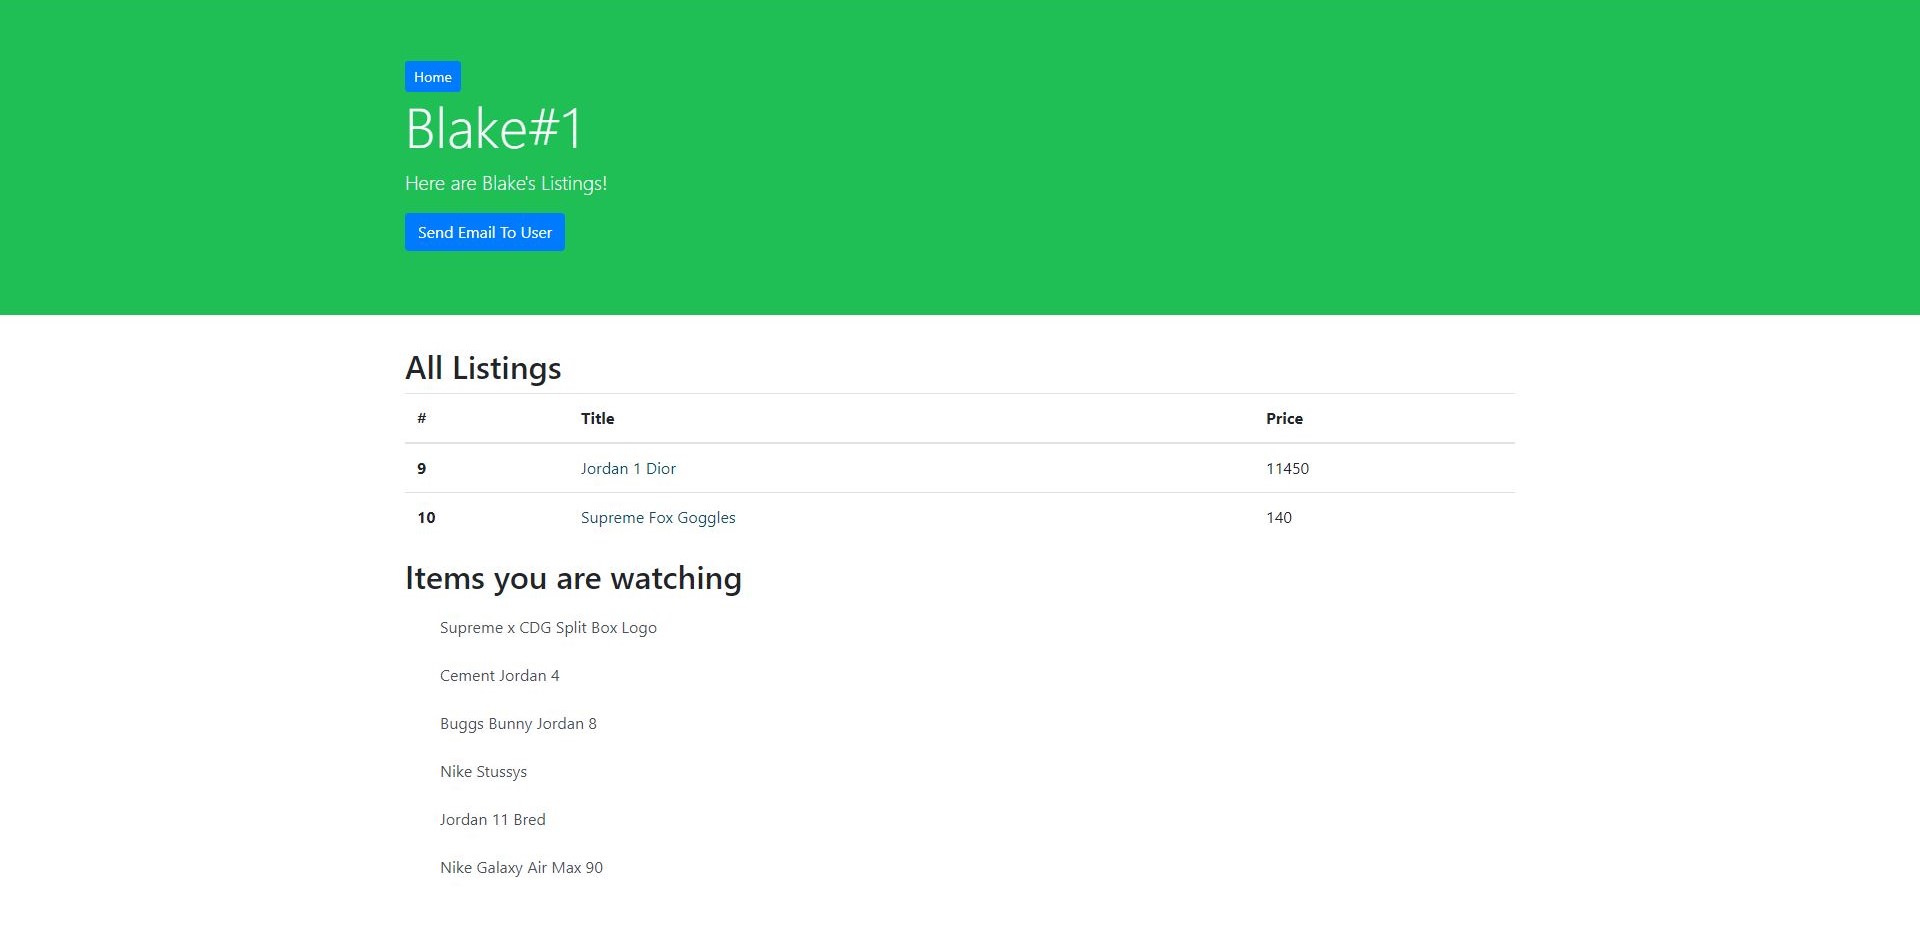 Home
Blake#1
Here are Blake's Listings!
Send Email To User
All Listings
# Title Price
9 Jordan 1 Dior 11450
10 Supreme Fox Goggles 140
Items you are watching
Supreme x CDG Split Box Logo
Cement Jordan 4
Buggs Bunny Jordan 8
Nike Stussys
Jordan 11 Bred
Nike Galaxy Air Max 90